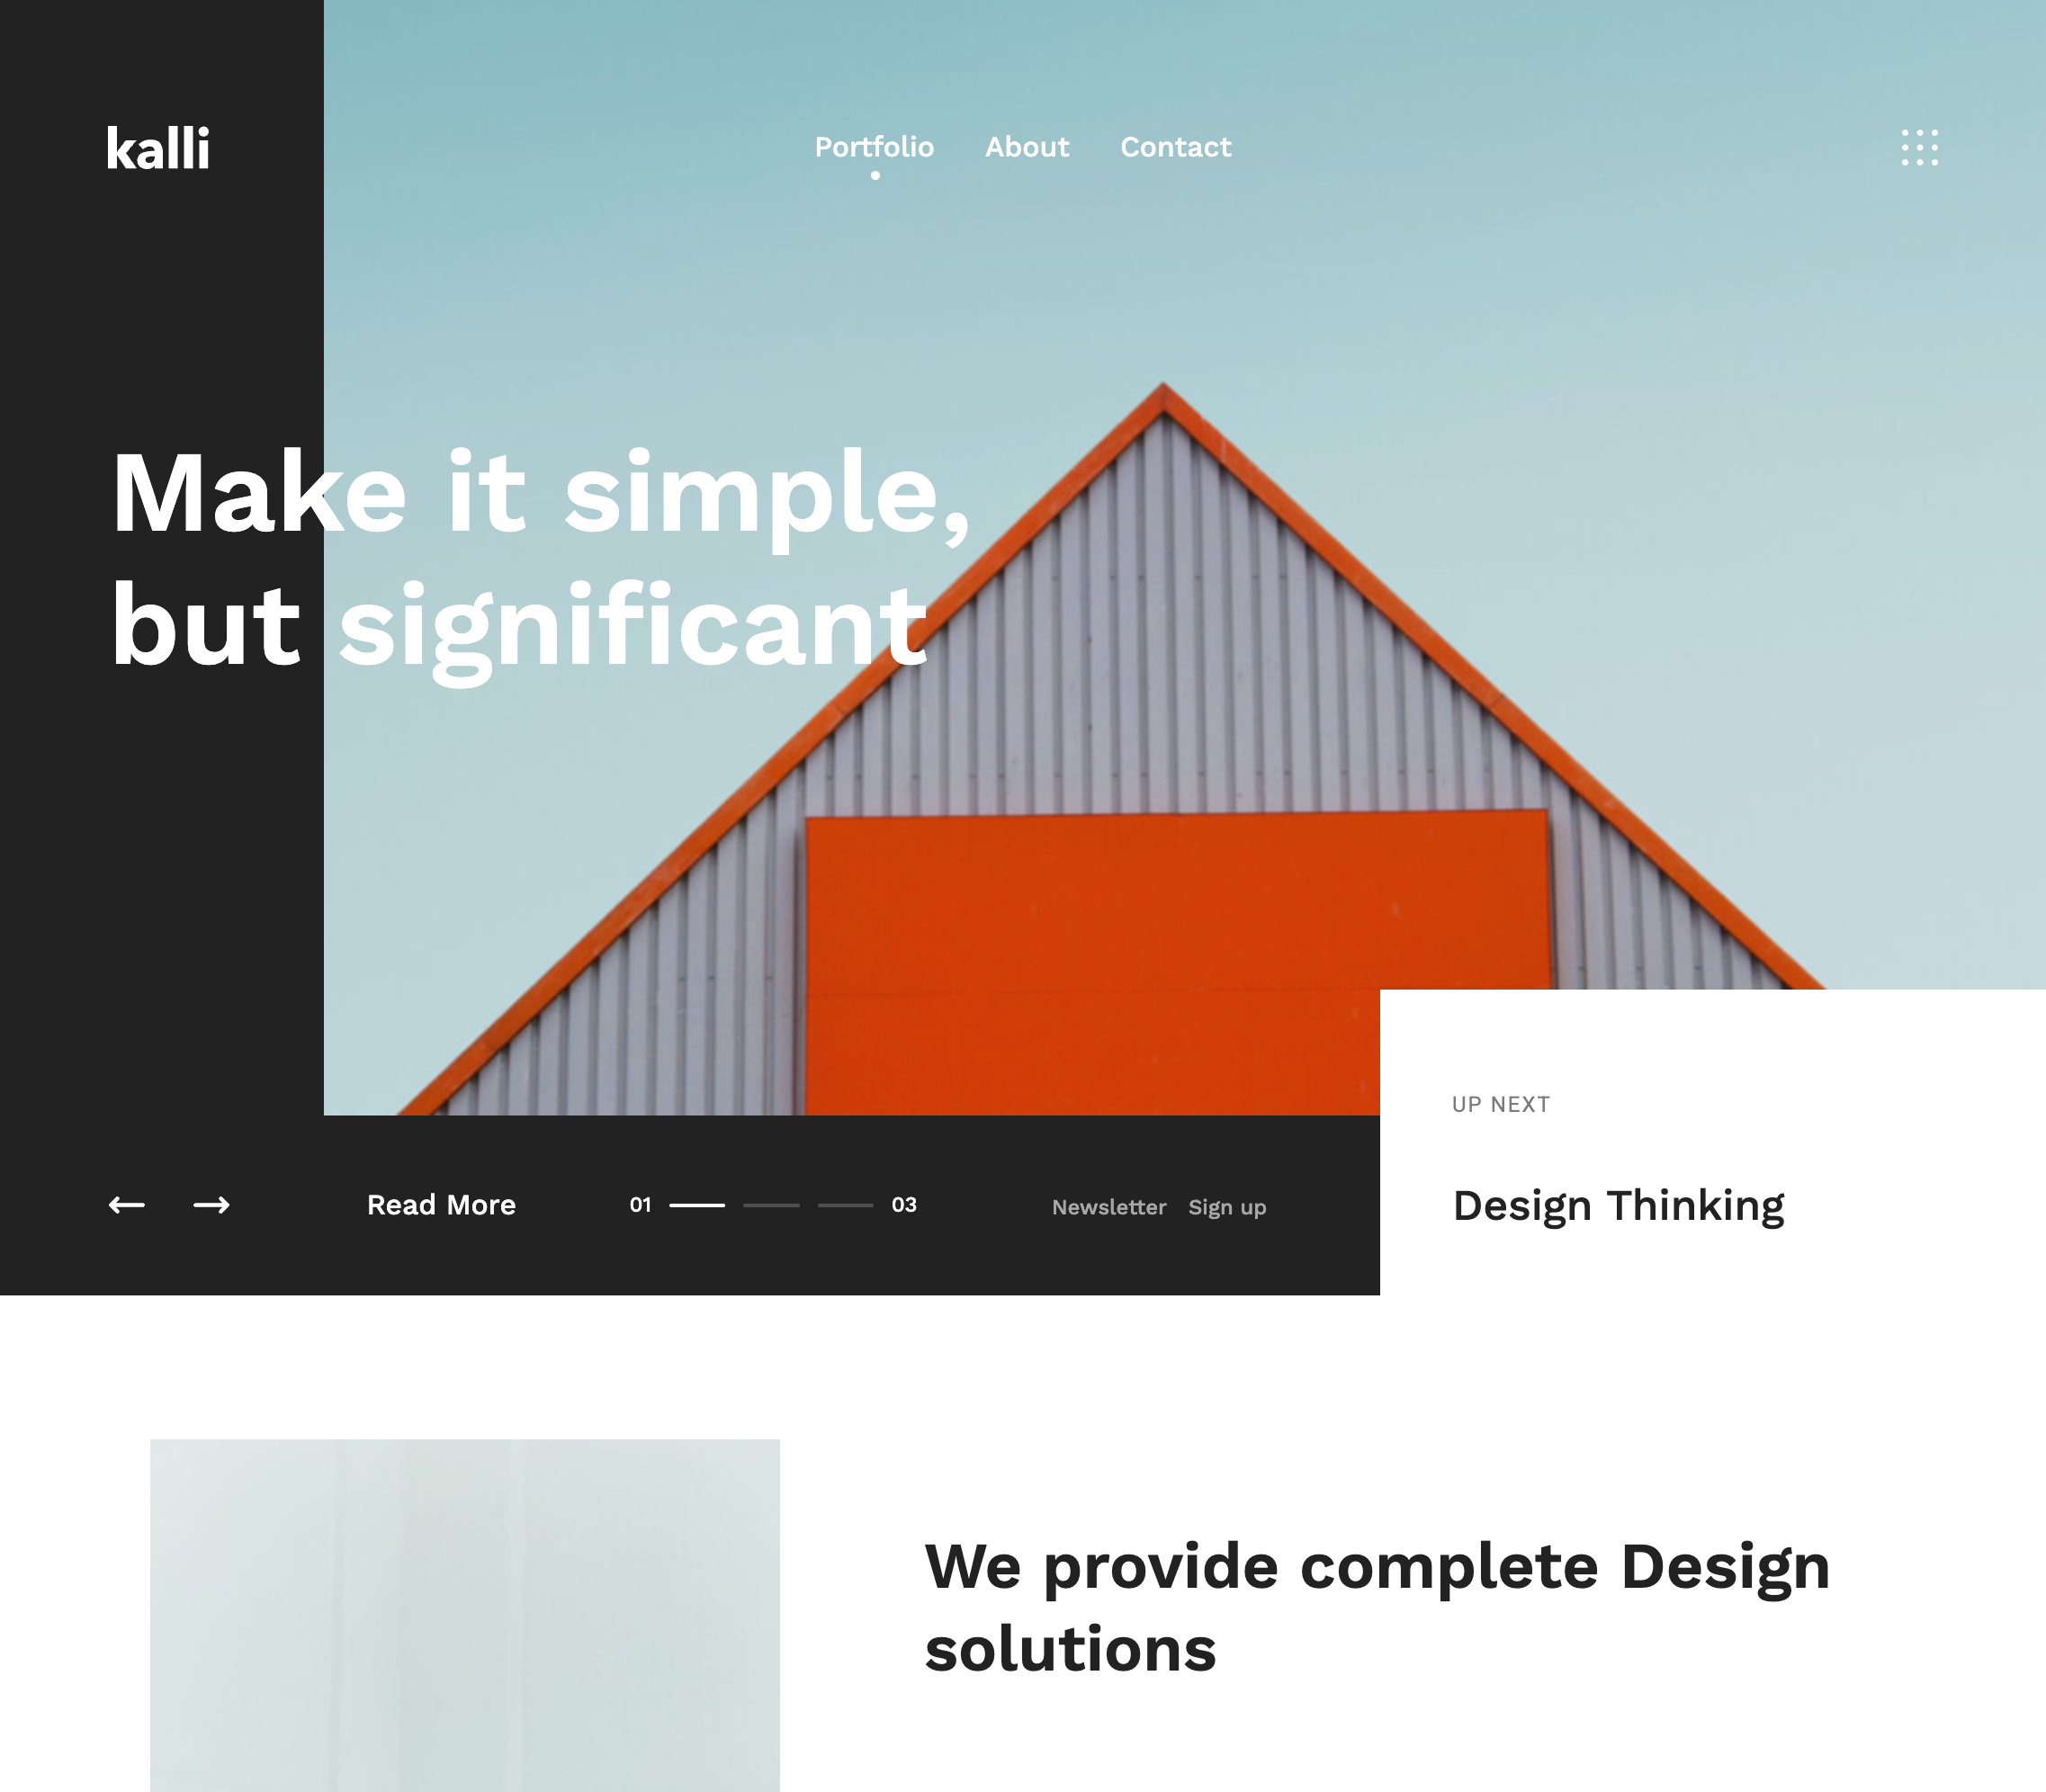 kalli
Portfolio About Contact
Make it simple,
but significant
UP NEXT
Design Thinking
Read More
01 03
Newsletter Sign up
We provide complete Design
solutions